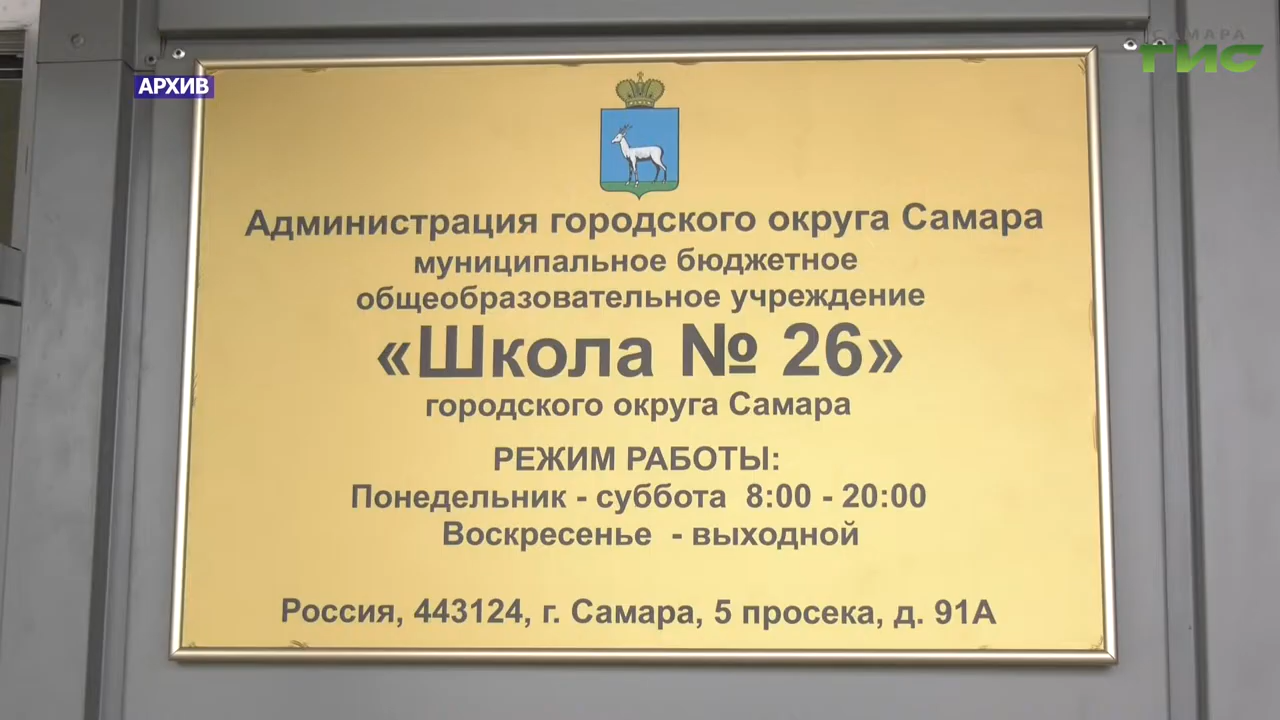 АРХИВ
САМАРА
ГИС
Администрация городского округа Самара
муниципальное бюджетное
общеобразовательное учреждение
«Школа № 26»
городского округа Самара
РЕЖИМ РАБОТЫ:
Понедельник - суббота 8:00 - 20:00
Воскресенье - выходной
Россия, 443124, г. Самара, 5 просека, д. 91А